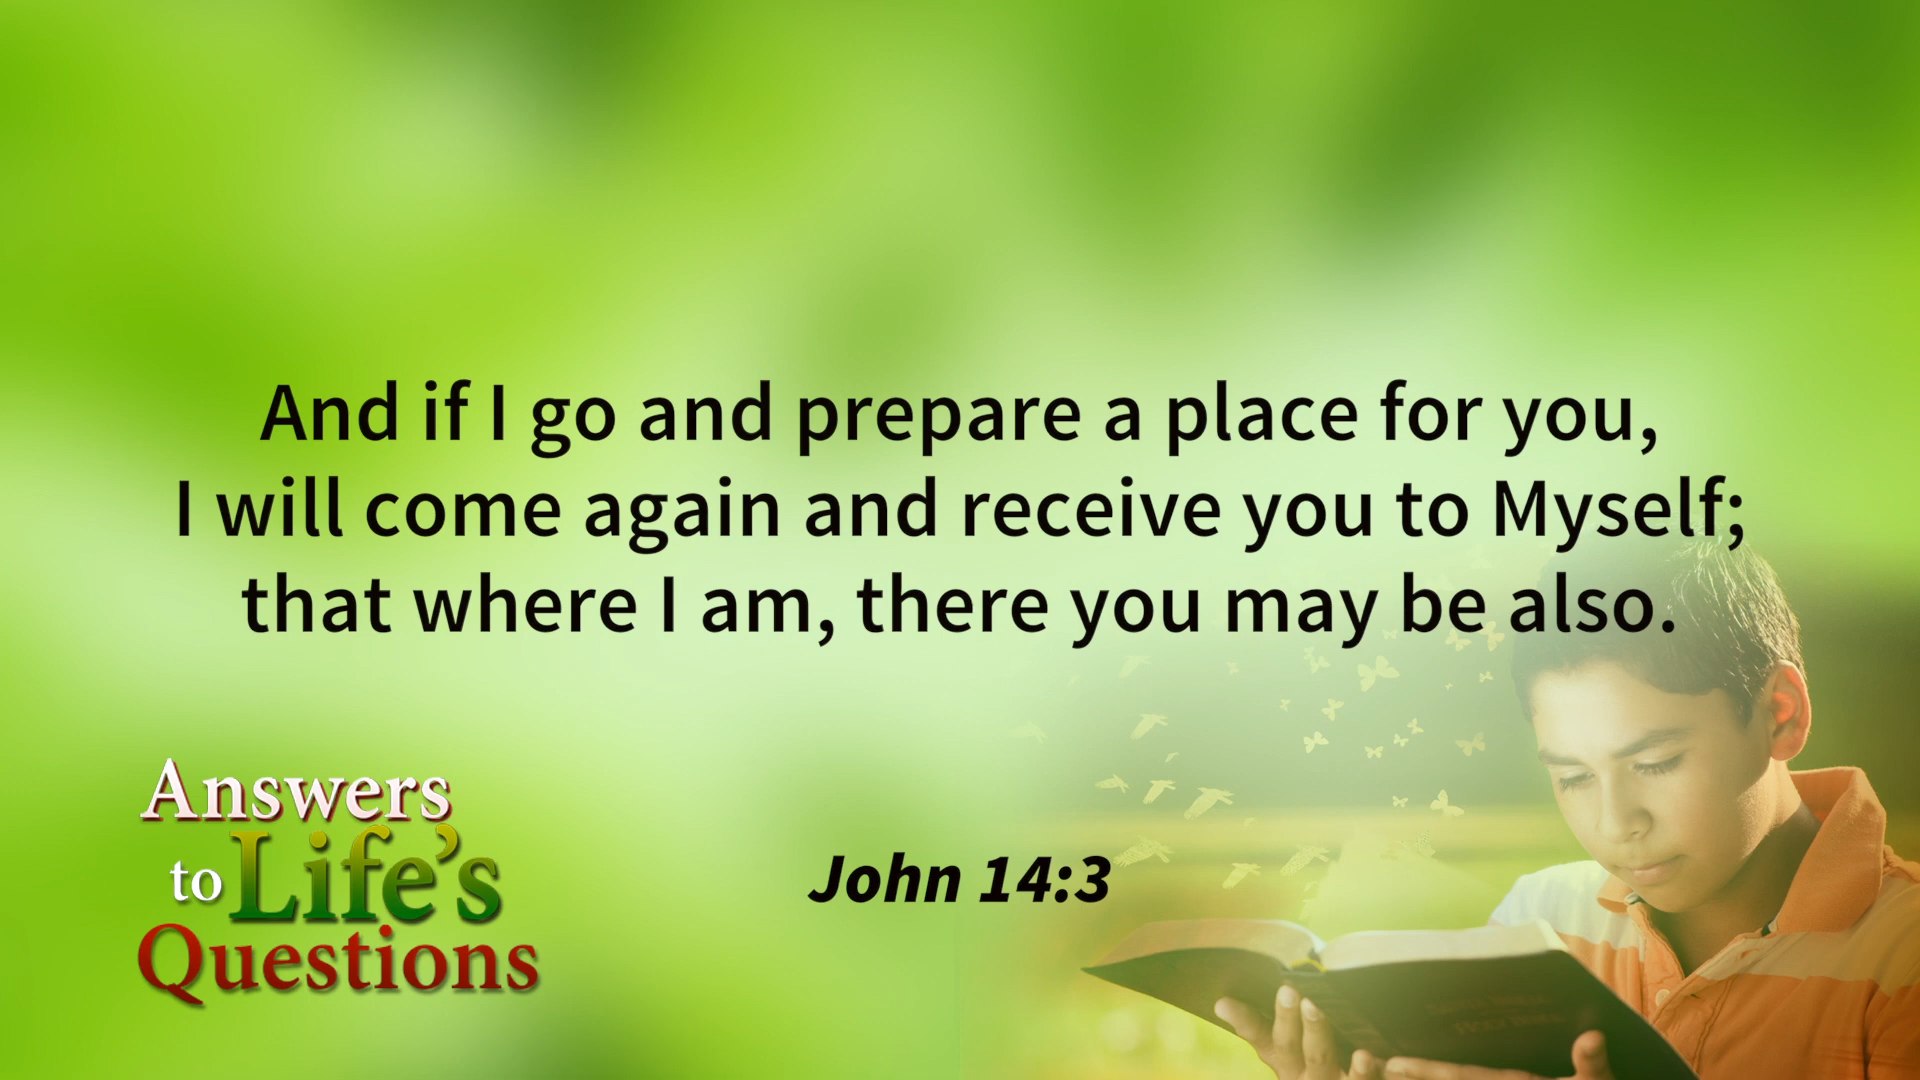 And if I go and prepare a place for you,
I will come again and receive you to Myself;
that where I am, there you may be also.
John 14:3
Answers
to Life's
Questions